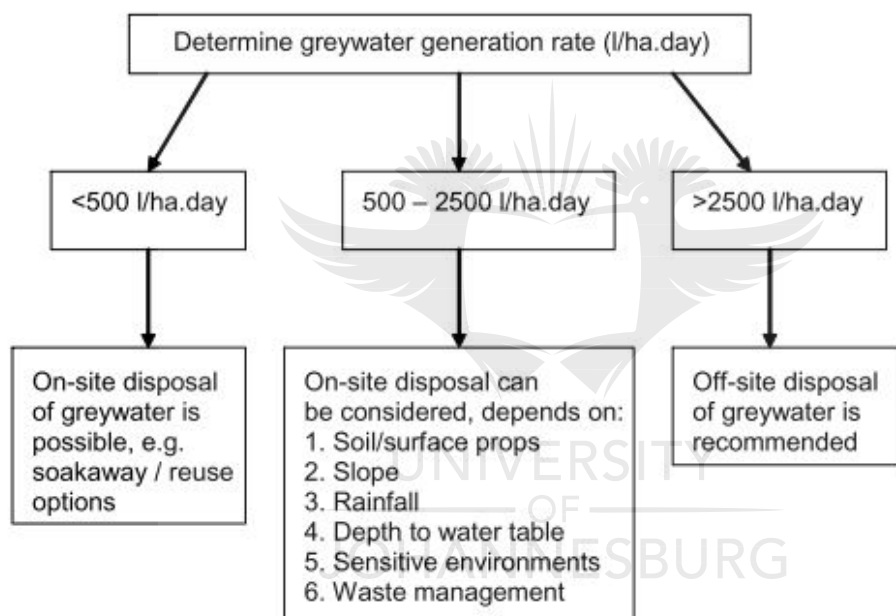 Determine greywater generation rate (l/ha.day)
<500 l/ha.day
500 – 2500 l/ha.day
>2500 l/ha.day
On-site disposal
of greywater is
possible, e.g.
soakaway / reuse
options
On-site disposal can
be considered, depends on:
1. Soil/surface props
2. Slope
3. Rainfall
4. Depth to water table
5. Sensitive environments
6. Waste management
Off-site disposal
of greywater is
recommended
UNIVERSITY
OF
JOHANNESBURG